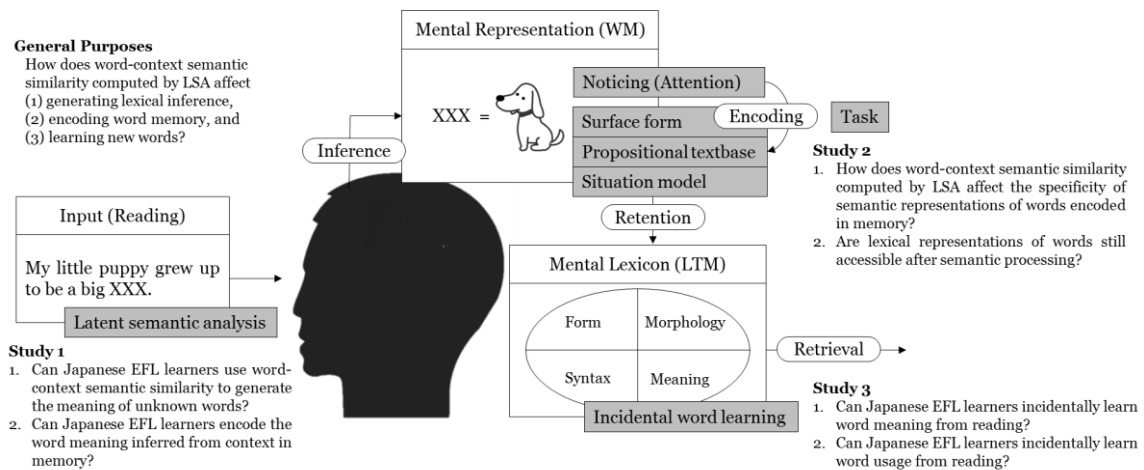 General Purposes
How does word-context semantic
similarity computed by LSA affect
(1) generating lexical inference,
(2) encoding word memory, and
(3) learning new words?
Input (Reading)
My little puppy grew up
to be a big XXX.
Latent semantic analysis
Study 1
1. Can Japanese EFL learners use word-
context semantic similarity to generate
the meaning of unknown words?
2. Can Japanese EFL learners encode the
word meaning inferred from context in
memory?
Inference
Mental Representation (WM)
XXX =
Noticing (Attention)
Surface form
Propositional textbase
Situation model
Encoding
Task
Study 2
1. How does word-context semantic similarity
computed by LSA affect the specificity of
semantic representations of words encoded
in memory?
2. Are lexical representations of words still
accessible after semantic processing?
Retention
Mental Lexicon (LTM)
Form Morphology
Syntax Meaning
Incidental word learning
Retrieval
Study 3
1. Can Japanese EFL learners incidentally learn
word meaning from reading?
2. Can Japanese EFL learners incidentally learn
word usage from reading?